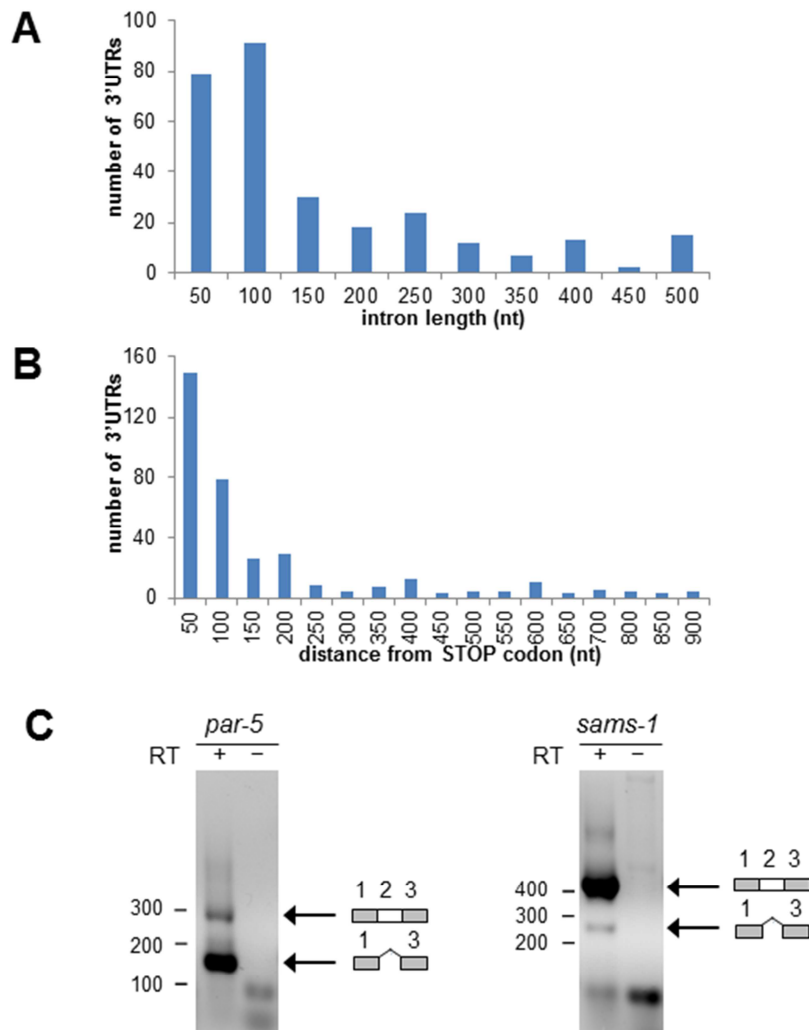 A
number of 3'UTRs
100
80
60
40
20
0
50 100 150 200 250 300 350 400 450 500
intron length (nt)
B
number of 3'UTRs
160
120
80
40
0
50 100 150 200 250 300 350 400 450 500 550 600 650 700 800 850 900
distance from STOP codon (nt)
C
par-5
RT + −
300
200
100
1 2 3
1 3
sams-1
RT + −
400
300
200
1 2 3
1 3